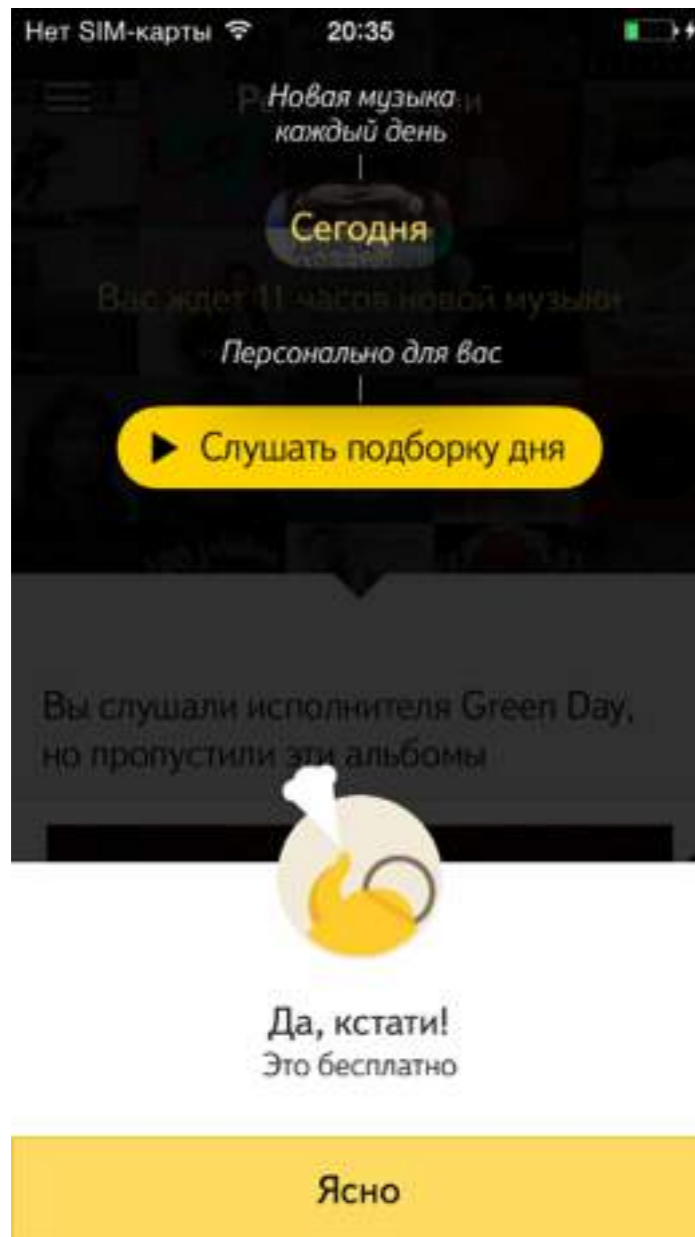 Нет SIM-карты 20:35
Новая музыка
каждый день
Сегодня
Вас ждет 11 часов новой музыки
Персонально для вас
Слушать подборку дня
Вы слушали исполнителя Green Day,
но пропустили эти альбомы
Да, кстати!
Это бесплатно
Ясно